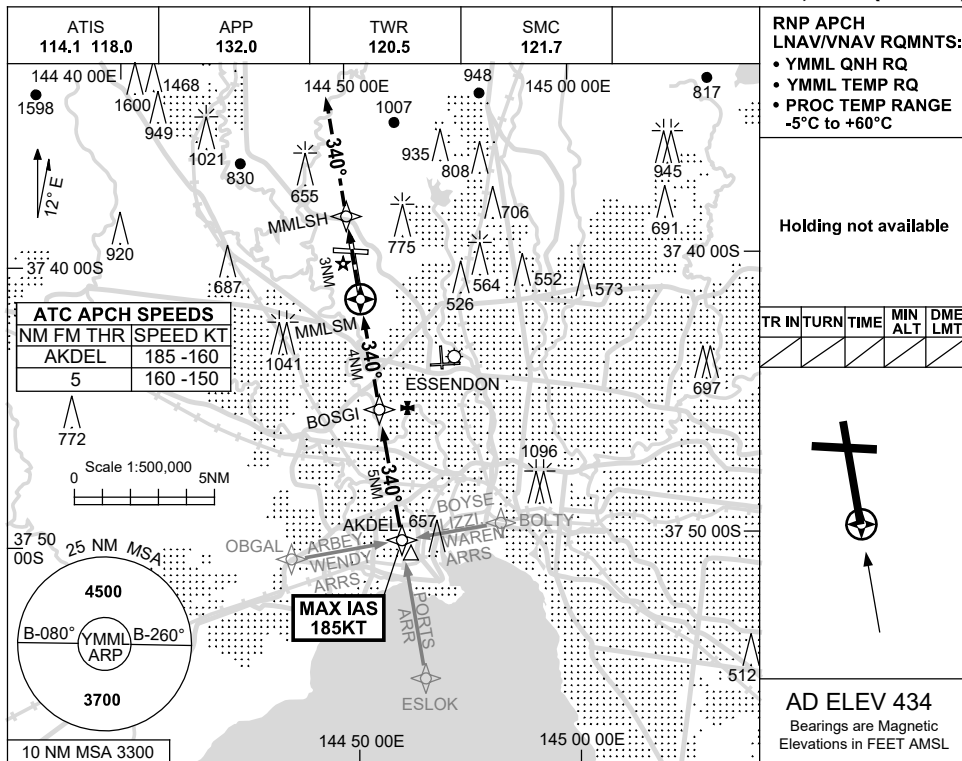 ATIS
114.1 118.0
APP
132.0
TWR
120.5
SMC
121.7
RNP APCH
LNAV/VNAV RQMNTS:
• YMML QNH RQ
• YMML TEMP RQ
• PROC TEMP RANGE
-5°C to +60°C
Holding not available
TR IN
TURN
TIME
MIN ALT
DME LMT
AD ELEV 434
Bearings are Magnetic
Elevations in FEET AMSL
144 40 00E
144 50 00E
145 00 00E
1598
1600
1468
949
1021
830
655
1007
948
935
808
817
945
691
706
775
564
552
526
573
920
687
12° E
340°
MMLSH
3NM
37 40 00S
37 40 00S
MMLSM
340°
4NM
1041
ESSENDON
697
BOSGI
340°
5NM
772
ATC APCH SPEEDS
NM FM THR SPEED KT
AKDEL 185 -160
5 160 -150
Scale 1:500,000
0 5NM
1096
AKDEL
657
BOYSE
LIZZI
WAREN
ARRS
BOLTY
OBGAL
ARBEY
WENDY
ARRS
37 50 00S
37 50
00S
MAX IAS
185KT
PORTS
ARR
ESLOK
512
25 NM MSA
4500
B-080°
YMML
ARP
B-260°
3700
10 NM MSA 3300
144 50 00E
145 00 00E